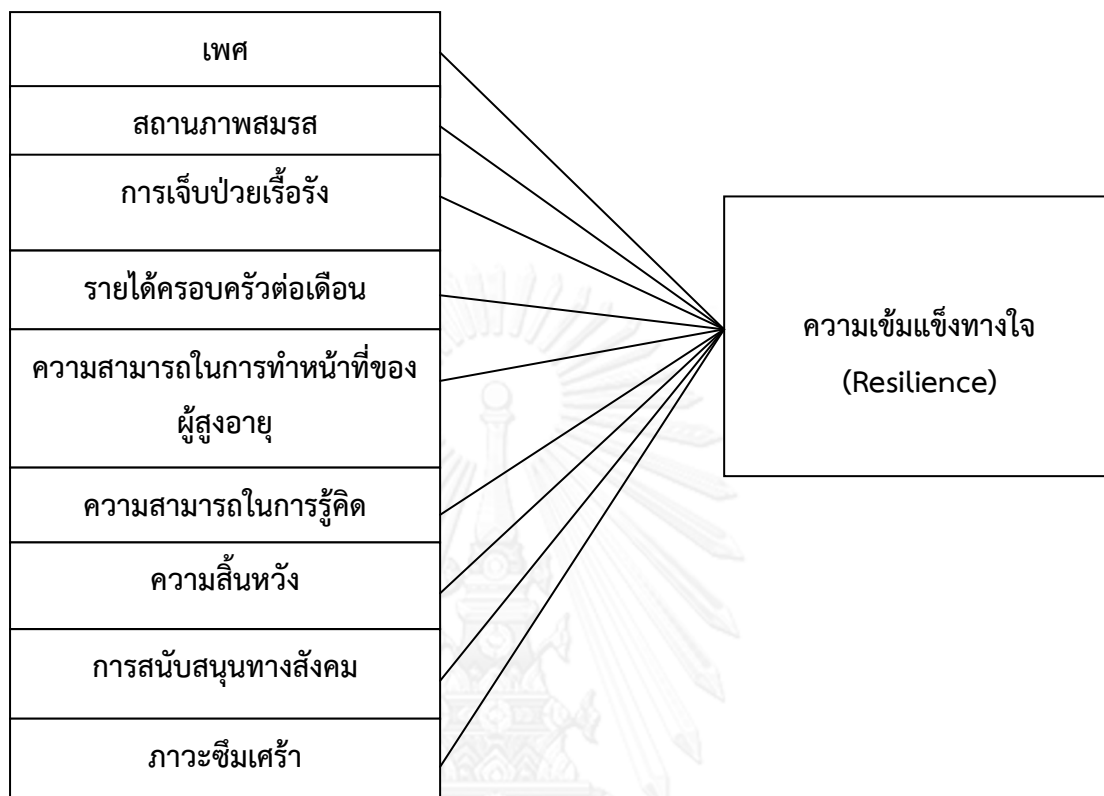 เพศ
สถานภาพสมรส
การเจ็บป่วยเรื้อรัง
รายได้ครอบครัวต่อเดือน
ความสามารถในการทำหน้าที่ของ
ผู้สูงอายุ
ความสามารถในการรู้คิด
ความสิ้นหวัง
การสนับสนุนทางสังคม
ภาวะซึมเศร้า
ความเข้มแข็งทางใจ
(Resilience)